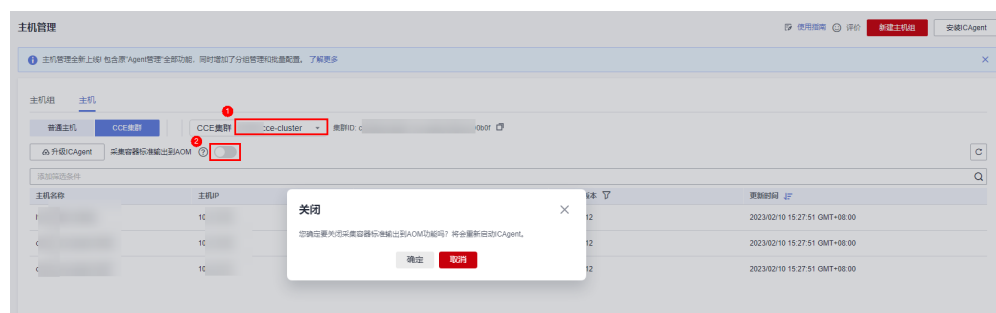 主机管理
使用指南 评价 新建主机组 安装ICAgent
主机管理全新上线! 包含原"Agent管理"全部功能, 同时增加了分组管理和批量配置。 了解更多
主机组 主机
1
普通主机 CCE集群 CCE集群 cce-cluster 集群ID: c 0b0f
2
升级ICAgent 采集容器标准输出到AOM
添加筛选条件
主机名称 主机IP 版本 更新时间
10 12 2023/02/10 15:27:51 GMT+08:00
10 12 2023/02/10 15:27:51 GMT+08:00
10 12 2023/02/10 15:27:51 GMT+08:00
关闭
您确定要关闭采集容器标准输出到AOM功能吗? 将会重新启动ICAgent。
确定 取消